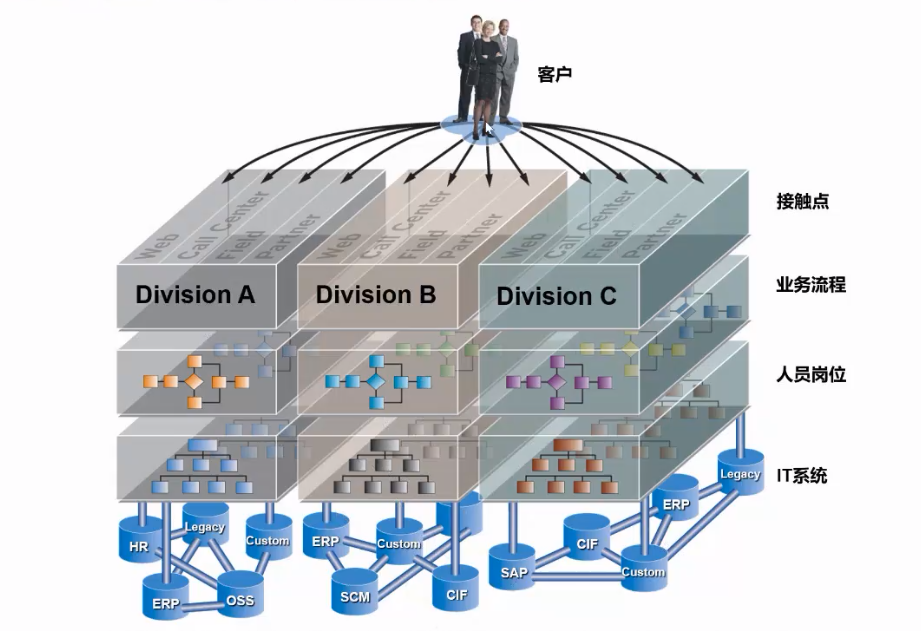 客户
接触点
Web
Call Center
Field
Partner
Web
Call Center
Field
Partner
Web
Call Center
Field
Partner
Division A
Division B
Division C
业务流程
人员岗位
IT系统
HR
Legacy
Custom
ERP
OSS
ERP
Custom
SCM
CIF
SAP
CIF
ERP
Legacy
Custom